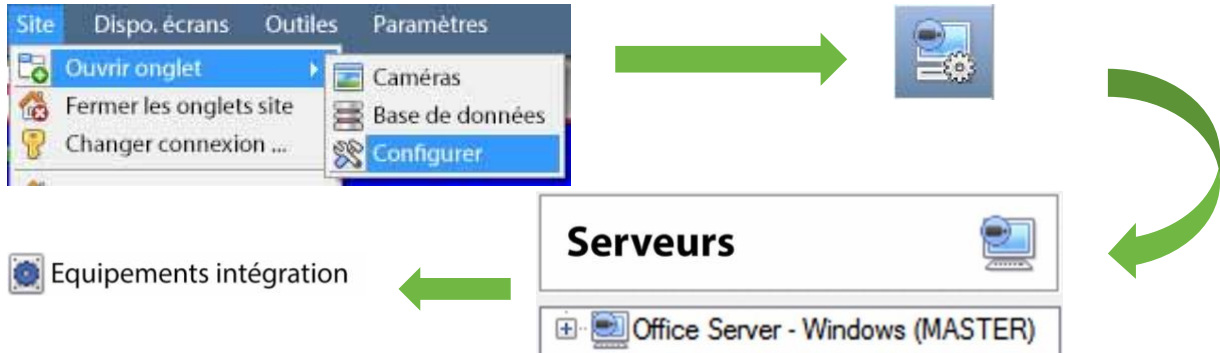 Site Dispo. écrans Outiles Paramètres
Ouvrir onglet
Fermer les onglets site
Changer connexion ...
Caméras
Base de données
Configurer
Serveurs
Office Server - Windows (MASTER)
Equipements intégration